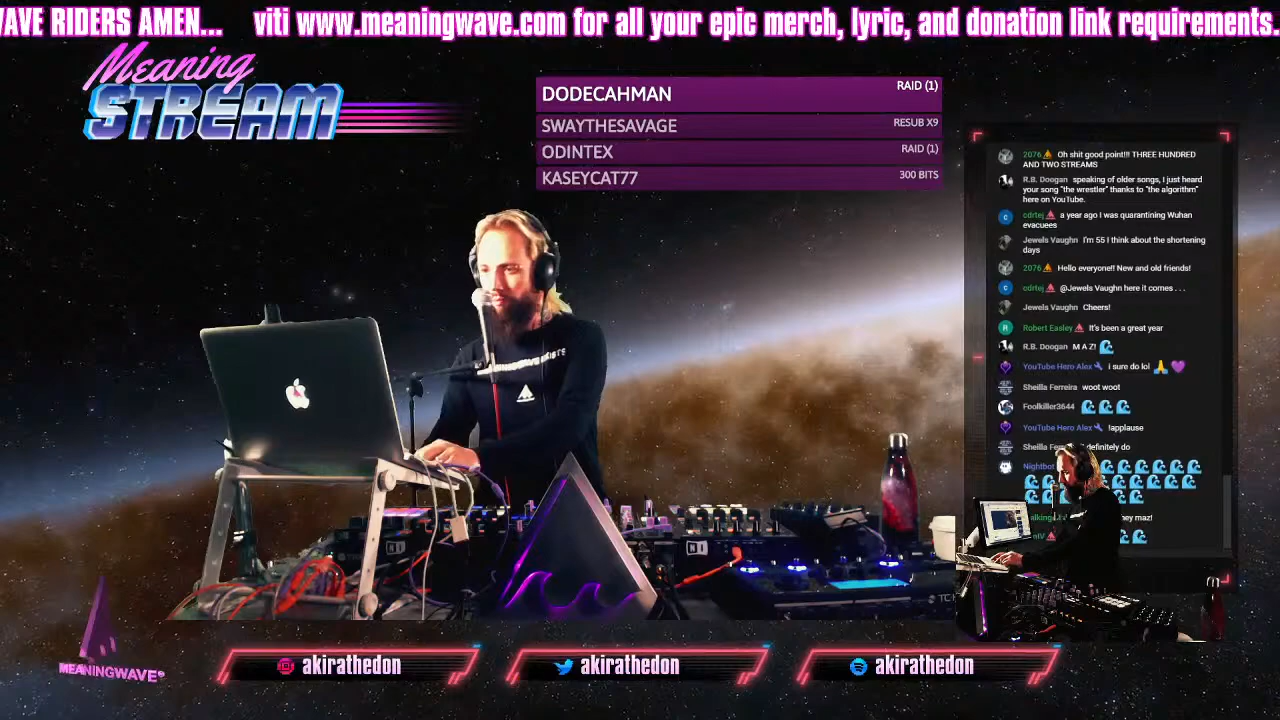 WAVE RIDERS AMEN... viti www.meaningwave.com for all your epic merch, lyric, and donation link requirements.
Meaning
STREAM
DODECAHMAN RAID (1)
SWAYTHESAVAGE RESUB X9
ODINTEX RAID (1)
KASEYCAT77 300 BITS
2076 Oh shit good point!!! THREE HUNDRED
AND TWO STREAMS
R.B. Doogan speaking of older songs, I just heard
your song "the wrestler" thanks to "the algorithm"
here on YouTube.
cdrtej a year ago I was quarantining Wuhan
evacuees
Jewels Vaughn I'm 55 i think about the shortening
days
2076 Hello everyone!! New and old friends!
cdrtej @Jewels Vaughn here it comes . . .
Jewels Vaughn Cheers!
Robert Easley It's been a great year
R.B. Doogan M A Z!
YouTube Hero Alex i sure do lol
Sheilla Ferreira woot woot
Foolkiller3644
YouTube Hero Alex !applause
Sheilla definitely do
Nightbot
hey maz!
MEANINGWAVE®
akirathedon
akirathedon
akirathedon